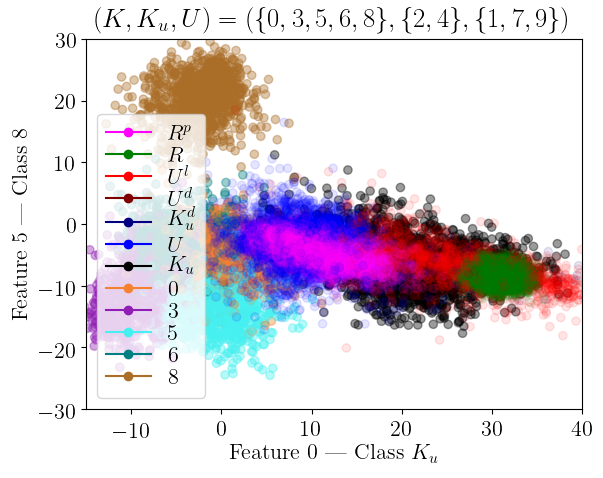 (K, K_u, U) = ({0, 3, 5, 6, 8}, {2, 4}, {1, 7, 9})
30
20
10
0
−10
−20
−30
Feature 5 — Class 8
R^p
R
U^l
U^d
K_u^d
U
K_u
0
3
5
6
8
−10
0
10
20
30
40
Feature 0 — Class K_u